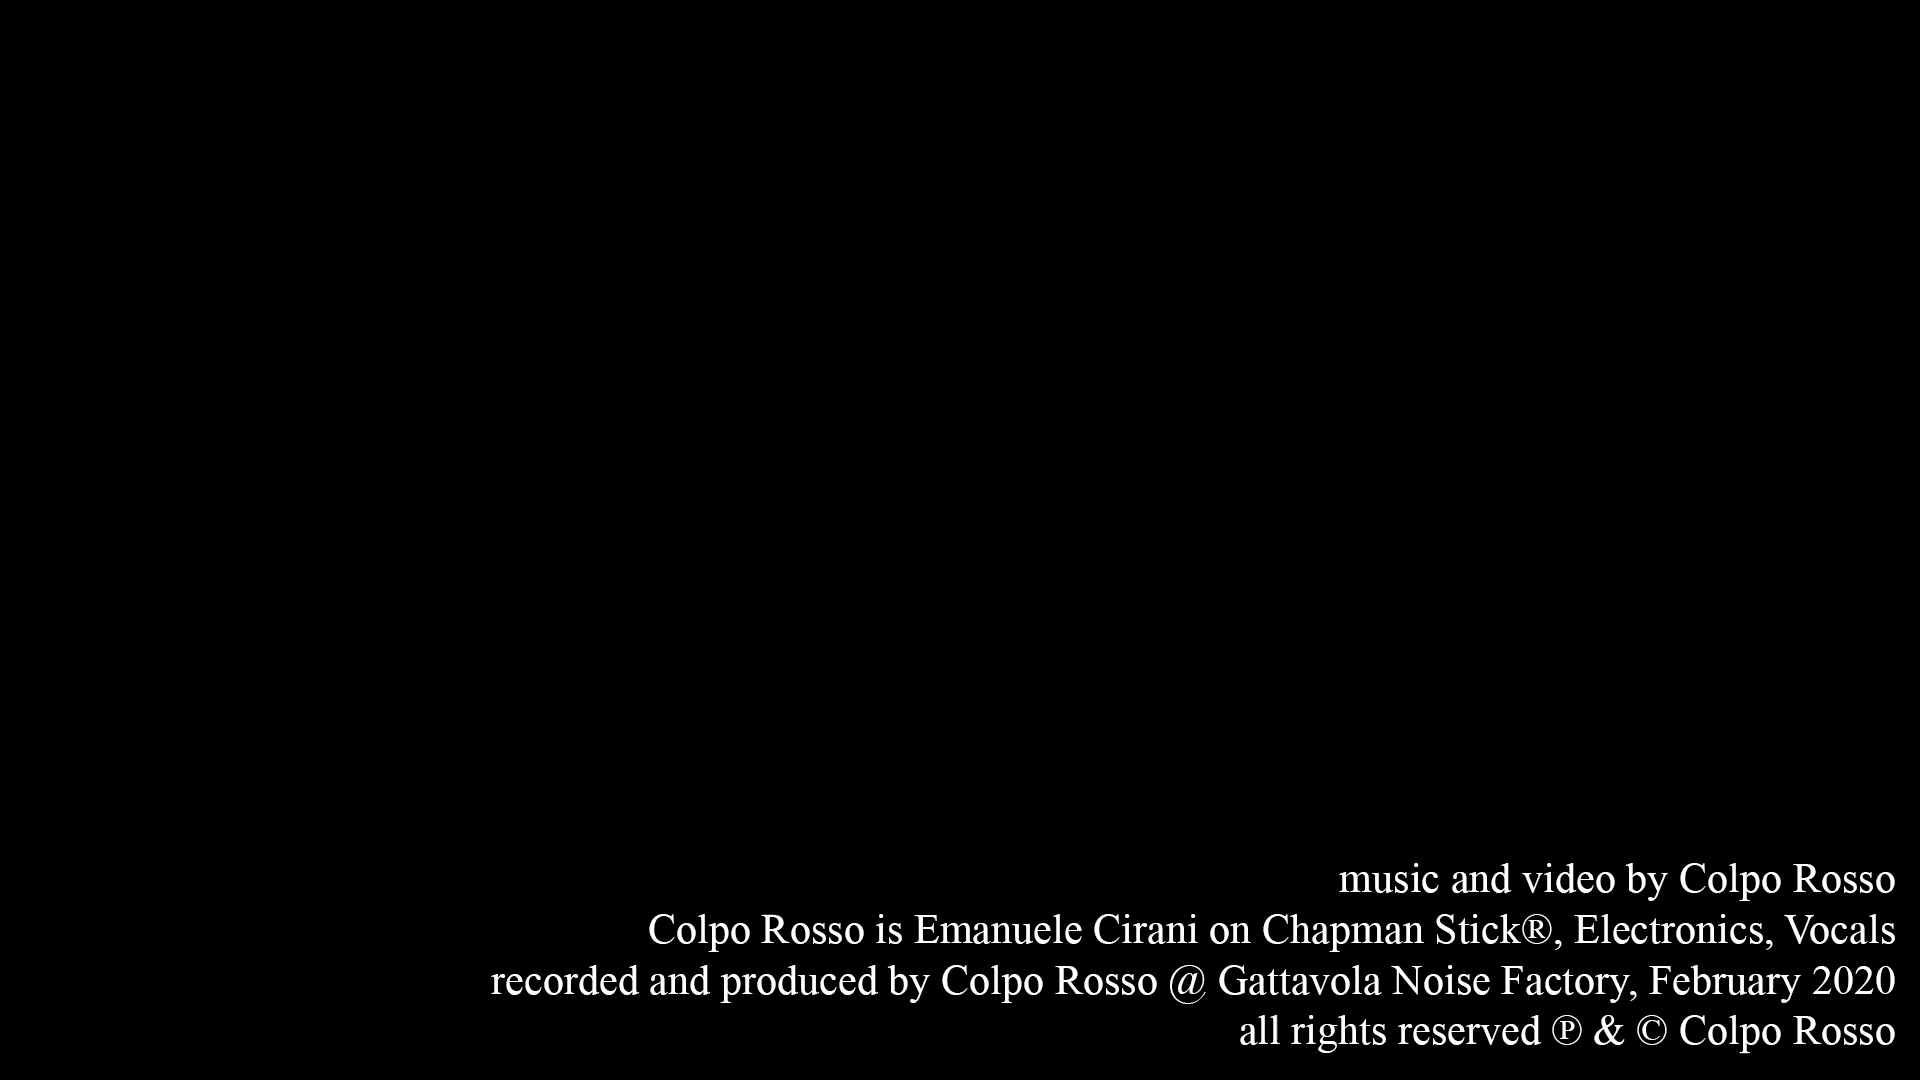 music and video by Colpo Rosso
Colpo Rosso is Emanuele Cirani on Chapman Stick®, Electronics, Vocals
recorded and produced by Colpo Rosso @ Gattavola Noise Factory, February 2020
all rights reserved ℗ & © Colpo Rosso